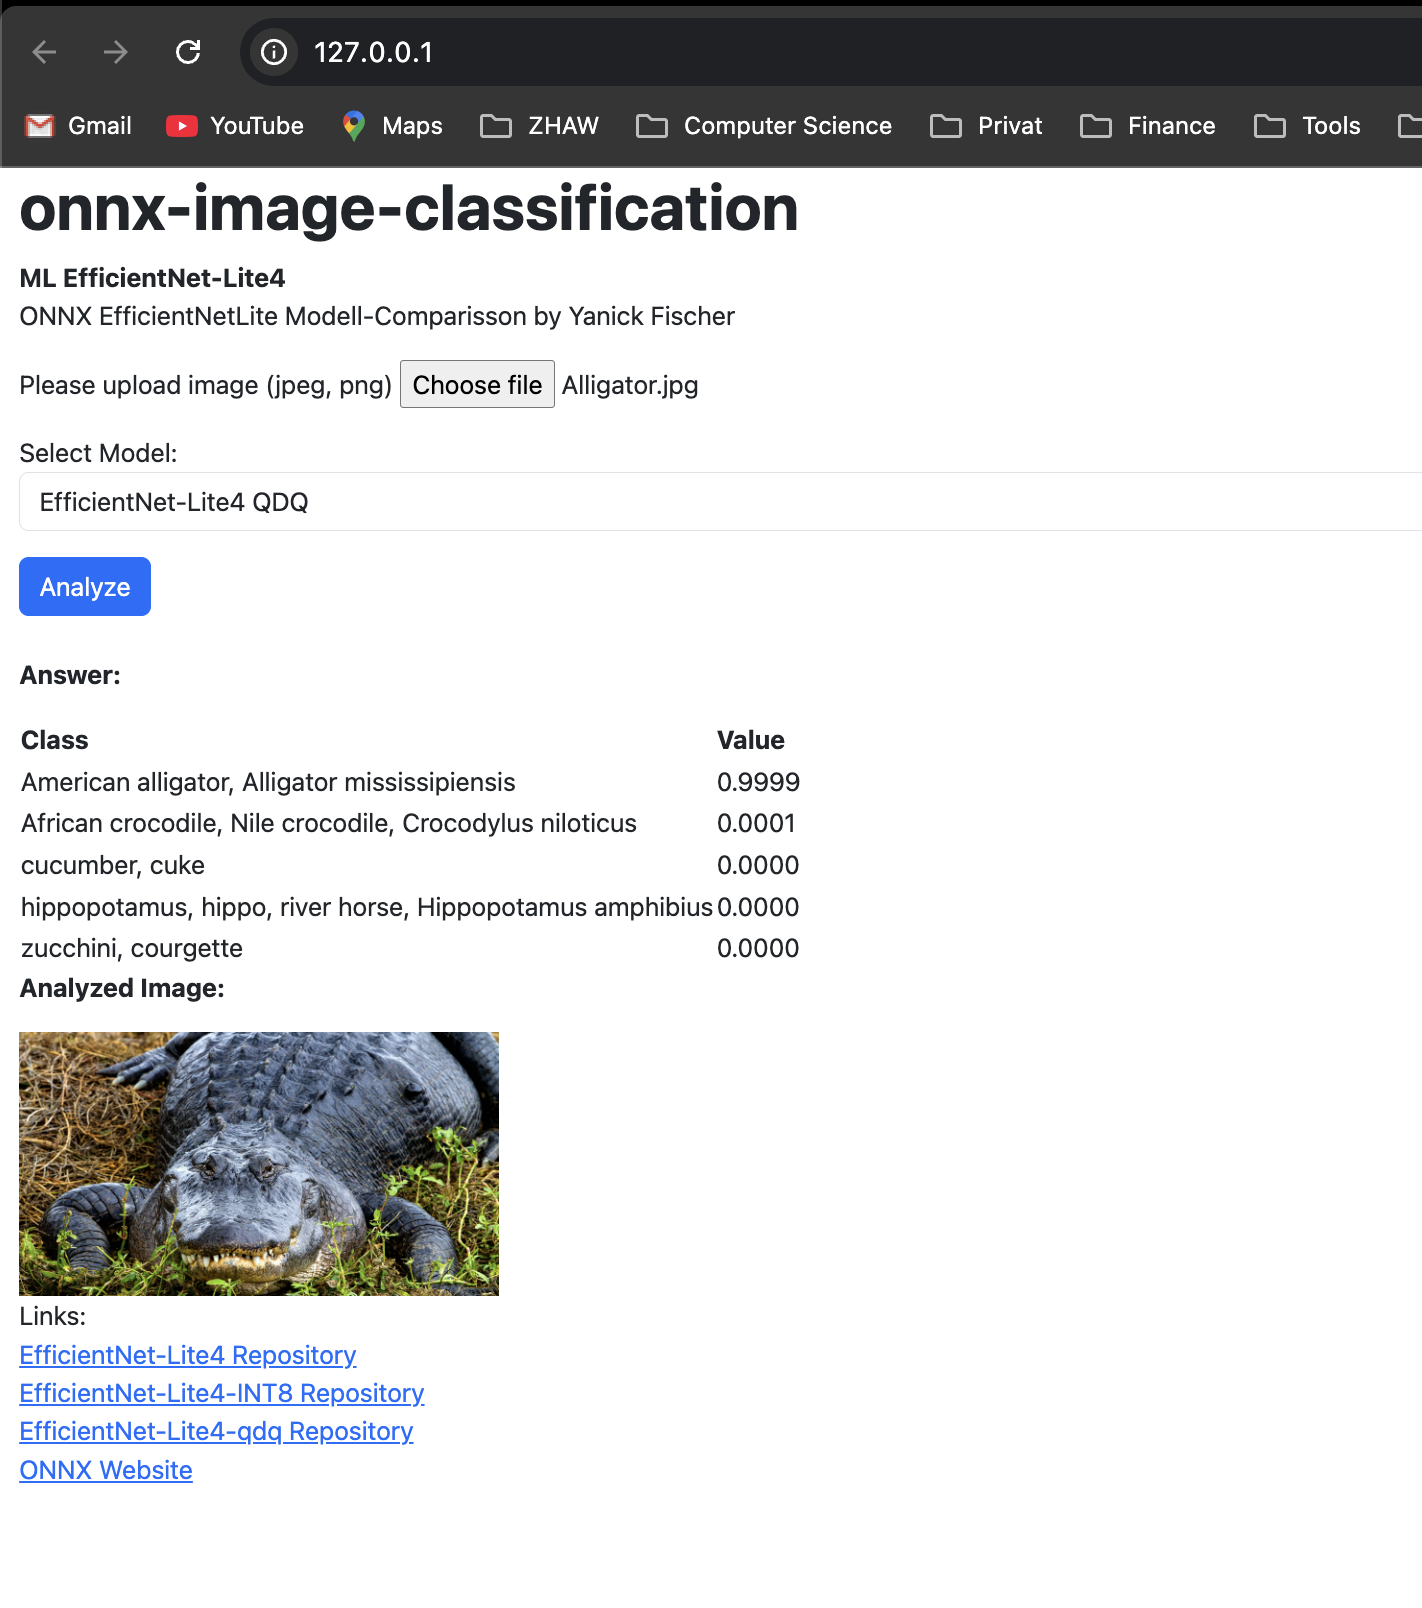 127.0.0.1
Gmail YouTube Maps ZHAW Computer Science Privat Finance Tools
onnx-image-classification
ML EfficientNet-Lite4
ONNX EfficientNetLite Modell-Comparisson by Yanick Fischer
Please upload image (jpeg, png) Choose file Alligator.jpg
Select Model:
EfficientNet-Lite4 QDQ
Analyze
Answer:
Class Value
American alligator, Alligator mississipiensis 0.9999
African crocodile, Nile crocodile, Crocodylus niloticus 0.0001
cucumber, cuke 0.0000
hippopotamus, hippo, river horse, Hippopotamus amphibius 0.0000
zucchini, courgette 0.0000
Analyzed Image:
Links:
EfficientNet-Lite4 Repository
EfficientNet-Lite4-INT8 Repository
EfficientNet-Lite4-qdq Repository
ONNX Website